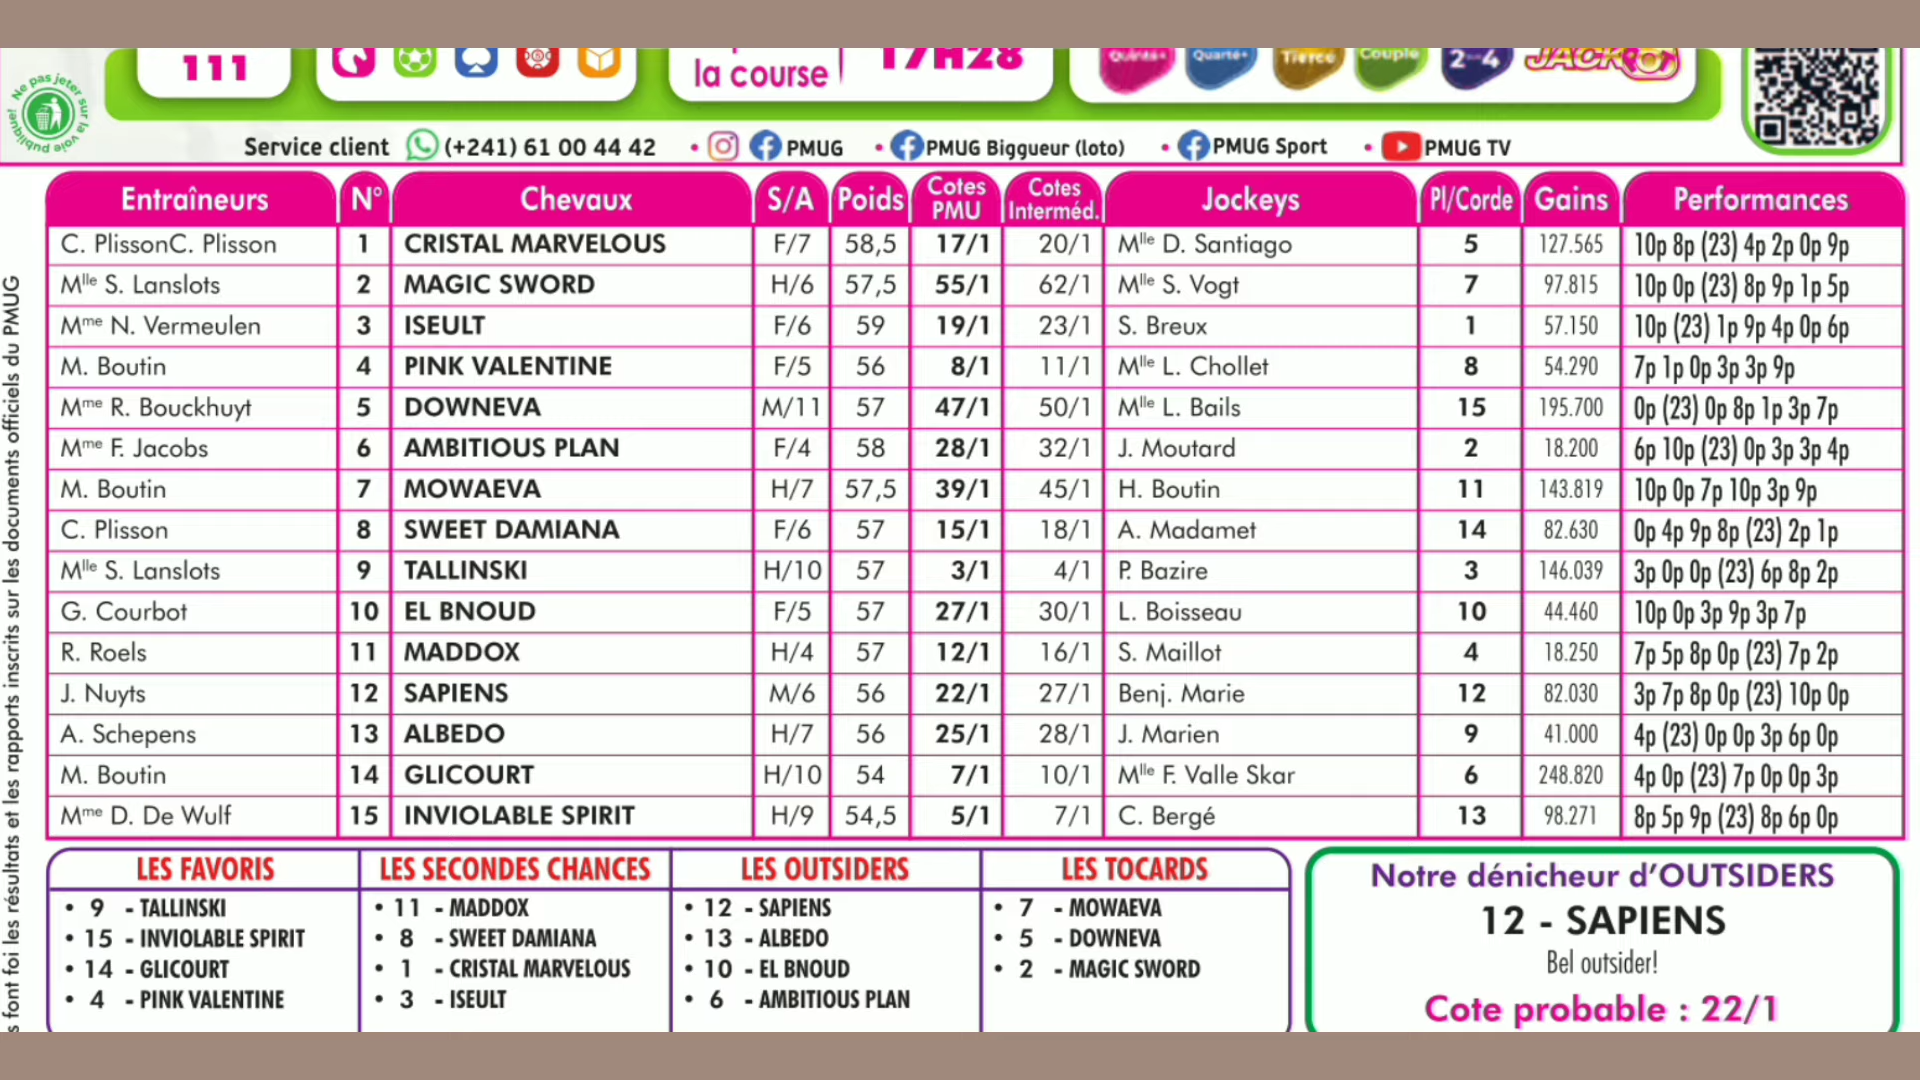 111
la course
17H28
Quinté+
Quarté+
Tiercé
Couplé
2sur4
JACKPOT
Ne pas jeter sur la voie publique!
Service client (+241) 61 00 44 42 • PMUG • PMUG Biggueur (loto) • PMUG Sport • PMUG TV
s font foi les résultats et les rapports inscrits sur les documents officiels du PMUG
Entraîneurs N° Chevaux S/A Poids Cotes PMU Cotes Interméd. Jockeys Pl/Corde Gains Performances
C. PlissonC. Plisson 1 CRISTAL MARVELOUS F/7 58,5 17/1 20/1 Mlle D. Santiago 5 127.565 10p 8p (23) 4p 2p 0p 9p
Mlle S. Lanslots 2 MAGIC SWORD H/6 57,5 55/1 62/1 Mlle S. Vogt 7 97.815 10p 0p (23) 8p 9p 1p 5p
Mme N. Vermeulen 3 ISEULT F/6 59 19/1 23/1 S. Breux 1 57.150 10p (23) 1p 9p 4p 0p 6p
M. Boutin 4 PINK VALENTINE F/5 56 8/1 11/1 Mlle L. Chollet 8 54.290 7p 1p 0p 3p 3p 9p
Mme R. Bouckhuyt 5 DOWNEVA M/11 57 47/1 50/1 Mlle L. Bails 15 195.700 0p (23) 0p 8p 1p 3p 7p
Mme F. Jacobs 6 AMBITIOUS PLAN F/4 58 28/1 32/1 J. Moutard 2 18.200 6p 10p (23) 0p 3p 3p 4p
M. Boutin 7 MOWAEVA H/7 57,5 39/1 45/1 H. Boutin 11 143.819 10p 0p 7p 10p 3p 9p
C. Plisson 8 SWEET DAMIANA F/6 57 15/1 18/1 A. Madamet 14 82.630 0p 4p 9p 8p (23) 2p 1p
Mlle S. Lanslots 9 TALLINSKI H/10 57 3/1 4/1 P. Bazire 3 146.039 3p 0p 0p (23) 6p 8p 2p
G. Courbot 10 EL BNOUD F/5 57 27/1 30/1 L. Boisseau 10 44.460 10p 0p 3p 9p 3p 7p
R. Roels 11 MADDOX H/4 57 12/1 16/1 S. Maillot 4 18.250 7p 5p 8p 0p (23) 7p 2p
J. Nuyts 12 SAPIENS M/6 56 22/1 27/1 Benj. Marie 12 82.030 3p 7p 8p 0p (23) 10p 0p
A. Schepens 13 ALBEDO H/7 56 25/1 28/1 J. Marien 9 41.000 4p (23) 0p 0p 3p 6p 0p
M. Boutin 14 GLICOURT H/10 54 7/1 10/1 Mlle F. Valle Skar 6 248.820 4p 0p (23) 7p 0p 0p 3p
Mme D. De Wulf 15 INVIOLABLE SPIRIT H/9 54,5 5/1 7/1 C. Bergé 13 98.271 8p 5p 9p (23) 8p 6p 0p
LES FAVORIS
• 9 - TALLINSKI
• 15 - INVIOLABLE SPIRIT
• 14 - GLICOURT
• 4 - PINK VALENTINE
LES SECONDES CHANCES
• 11 - MADDOX
• 8 - SWEET DAMIANA
• 1 - CRISTAL MARVELOUS
• 3 - ISEULT
LES OUTSIDERS
• 12 - SAPIENS
• 13 - ALBEDO
• 10 - EL BNOUD
• 6 - AMBITIOUS PLAN
LES TOCARDS
• 7 - MOWAEVA
• 5 - DOWNEVA
• 2 - MAGIC SWORD
Notre dénicheur d'OUTSIDERS
12 - SAPIENS
Bel outsider!
Cote probable : 22/1